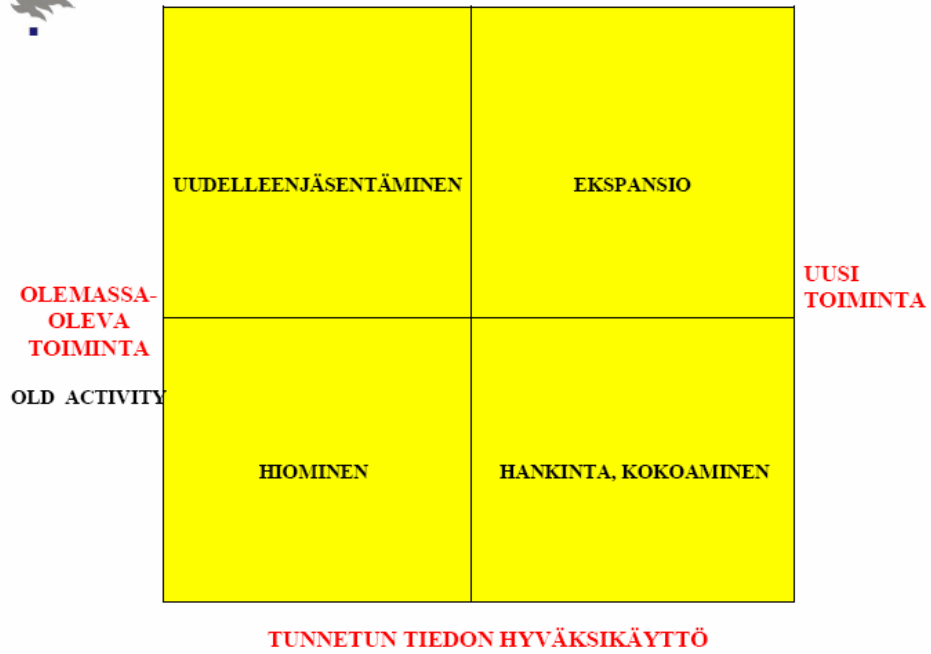 UUDELLEENJÄSENTÄMINEN
EKSPANSIO
OLEMASSA-
OLEVA
TOIMINTA
OLD ACTIVITY
UUSI
TOIMINTA
HIOMINEN
HANKINTA, KOKOAMINEN
TUNNETUN TIEDON HYVÄKSIKÄYTTÖ